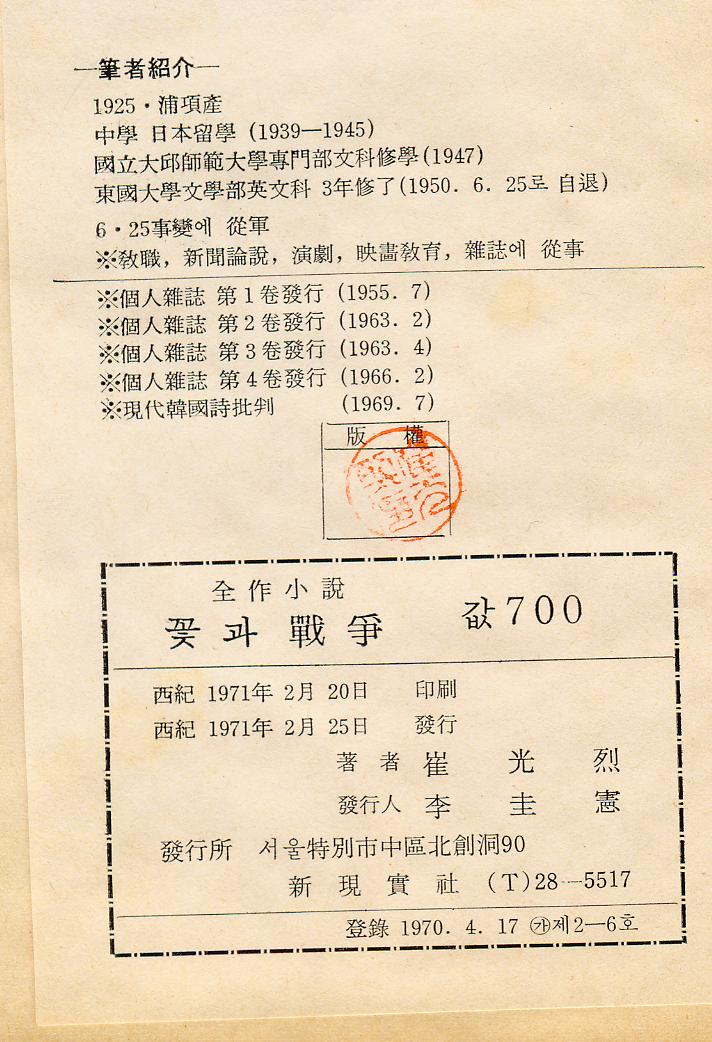 —筆者紹介—
1925・浦項產
中學 日本留學 (1939—1945)
國立大邱師範大學專門部文科修學(1947)
東國大學文學部英文科 3年修了(1950. 6. 25로 自退)
6・25事變에 從軍
※敎職, 新聞論說, 演劇, 映畵敎育, 雜誌에 從事
※個人雜誌 第1卷發行 (1955. 7)
※個人雜誌 第2卷發行 (1963. 2)
※個人雜誌 第3卷發行 (1963. 4)
※個人雜誌 第4卷發行 (1966. 2)
※現代韓國詩批判 (1969. 7)
版 權
全作小說
꽃과 戰爭 값700
西紀 1971年 2月 20日 印刷
西紀 1971年 2月 25日 發行
著者 崔光烈
發行人 李圭憲
發行所 서울特別市中區北創洞90
新現實社 (T)28—5517
登錄 1970. 4. 17 ㉮제2—6호